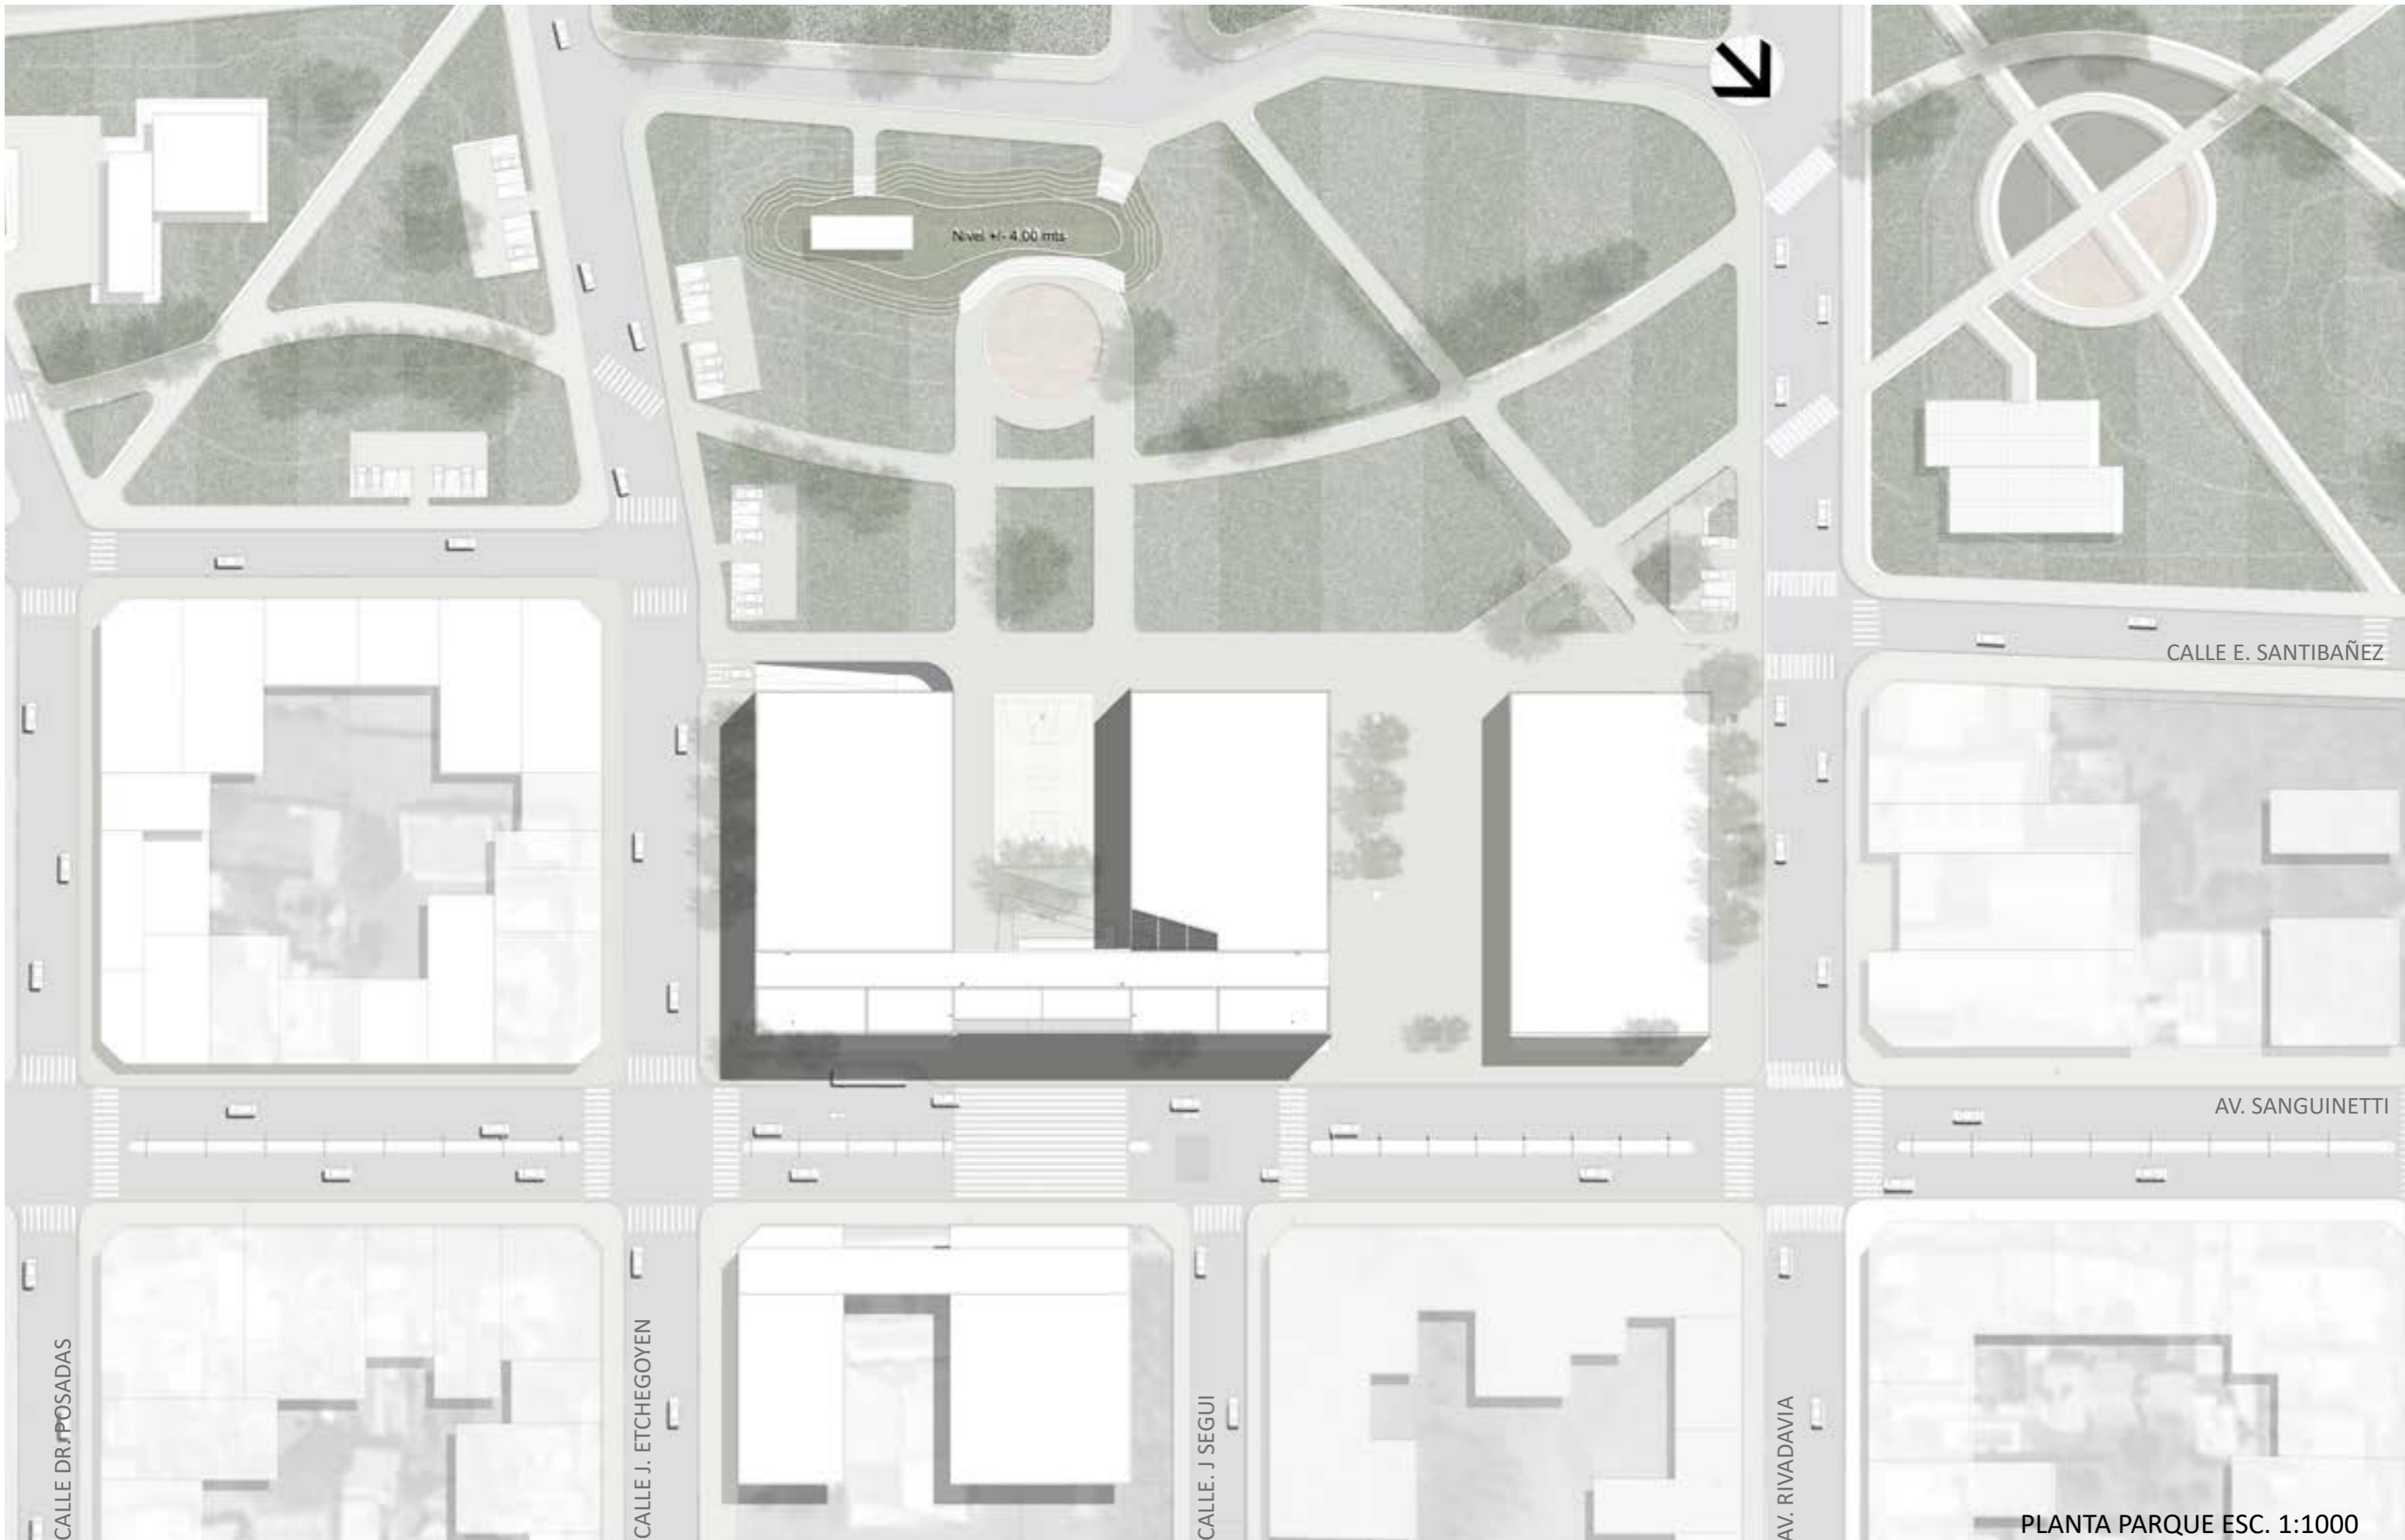 Nivel +/- 4.00 mts
CALLE E. SANTIBAÑEZ
AV. SANGUINETTI
CALLE DR. POSADAS
CALLE J. ETCHEGOYEN
CALLE. J SEGUI
AV. RIVADAVIA
PLANTA PARQUE ESC. 1:1000